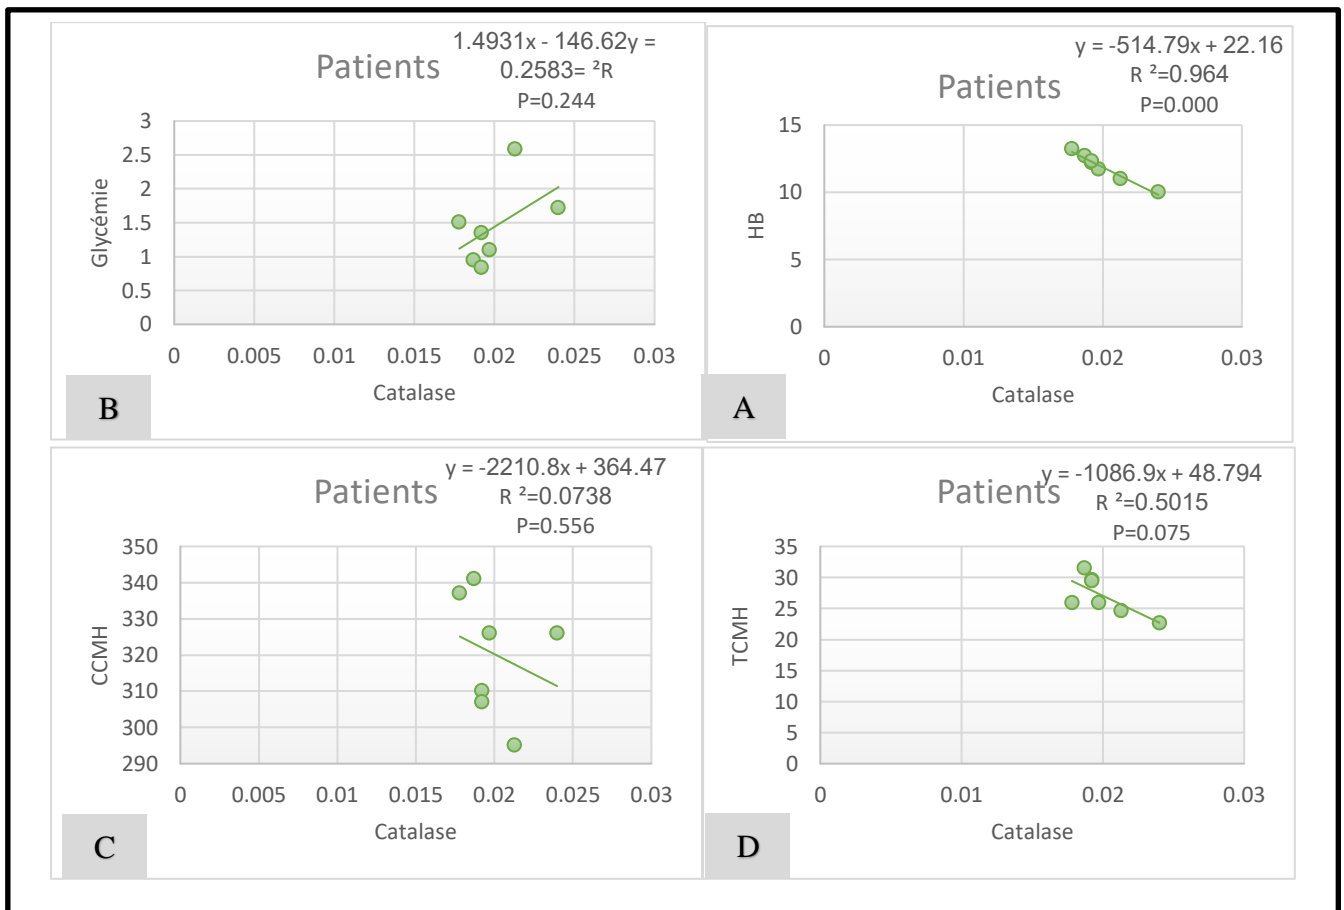 1.4931x - 146.62y =
0.2583= ²R
P=0.244
Patients
3
2.5
2
1.5
1
0.5
0
Glycémie
0 0.005 0.01 0.015 0.02 0.025 0.03
Catalase
B
y = -514.79x + 22.16
R ²=0.964
P=0.000
Patients
15
10
5
0
HB
0 0.01 0.02 0.03
Catalase
A
y = -2210.8x + 364.47
R ²=0.0738
P=0.556
Patients
350
340
330
320
310
300
290
CCMH
0 0.005 0.01 0.015 0.02 0.025 0.03
Catalase
C
y = -1086.9x + 48.794
R ²=0.5015
P=0.075
Patients
35
30
25
20
15
10
5
0
TCMH
0 0.01 0.02 0.03
Catalase
D